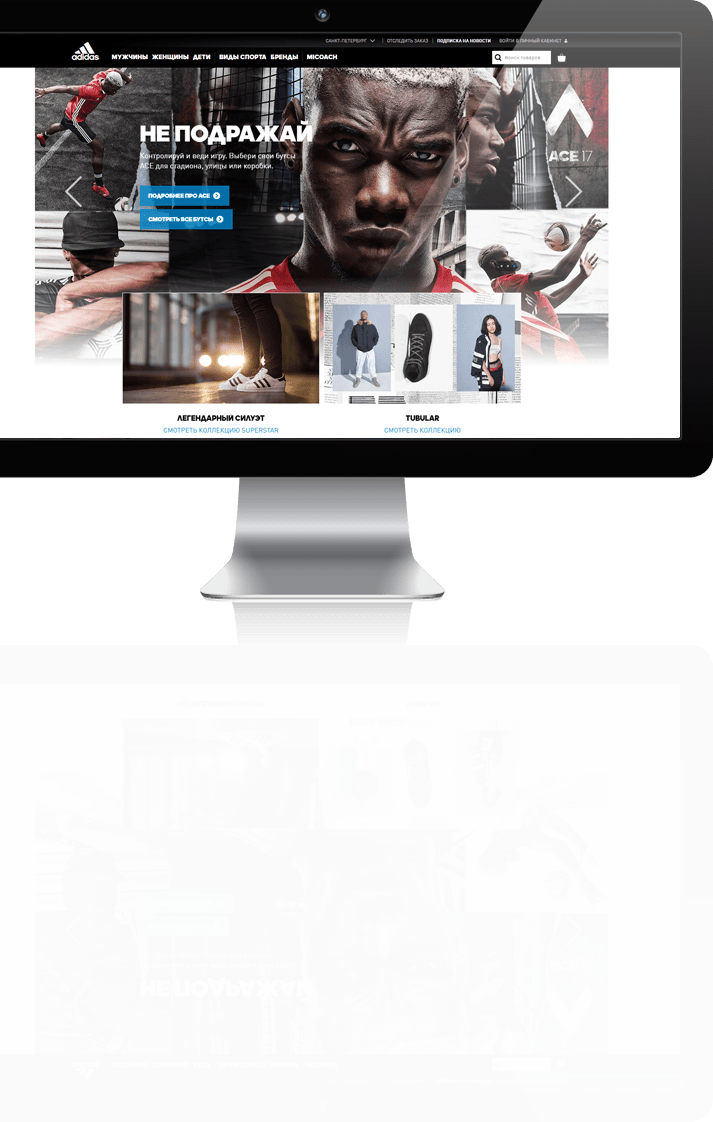 САНКТ-ПЕТЕРБУРГ
ОТСЛЕДИТЬ ЗАКАЗ
ПОДПИСКА НА НОВОСТИ
ВОЙТИ В ЛИЧНЫЙ КАБИНЕТ
adidas
МУЖЧИНЫ ЖЕНЩИНЫ ДЕТИ ВИДЫ СПОРТА БРЕНДЫ MICOACH
Поиск товаров
НЕ ПОДРАЖАЙ
Контролируй и веди игру. Выбери свои бутсы
ACE для стадиона, улицы или коробки.
ACE 17
ПОДРОБНЕЕ ПРО ACE
СМОТРЕТЬ ВСЕ БУТСЫ
ЛЕГЕНДАРНЫЙ СИЛУЭТ
СМОТРЕТЬ КОЛЛЕКЦИЮ SUPERSTAR
TUBULAR
СМОТРЕТЬ КОЛЛЕКЦИЮ